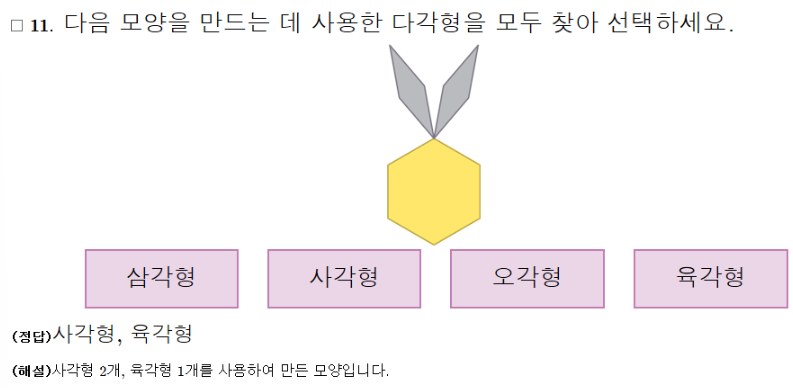 □ 11. 다음 모양을 만드는 데 사용한 다각형을 모두 찾아 선택하세요.
삼각형 사각형 오각형 육각형
(정답)사각형, 육각형
(해설)사각형 2개, 육각형 1개를 사용하여 만든 모양입니다.